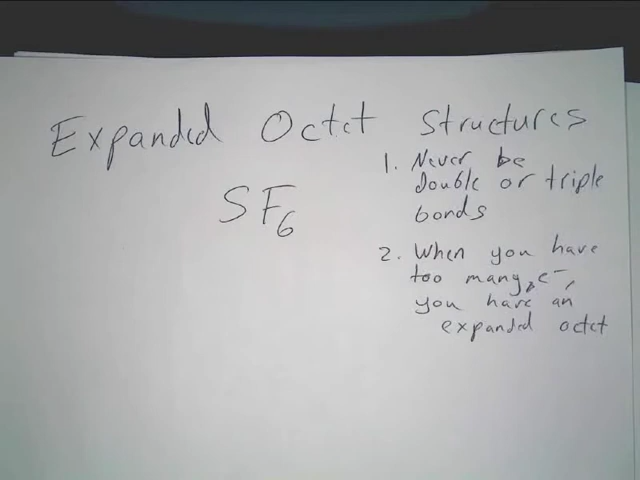 Expanded Octet Structures
SF6
1. Never be
double or triple
bonds
2. When you have
too many e-,
you have an
expanded octet